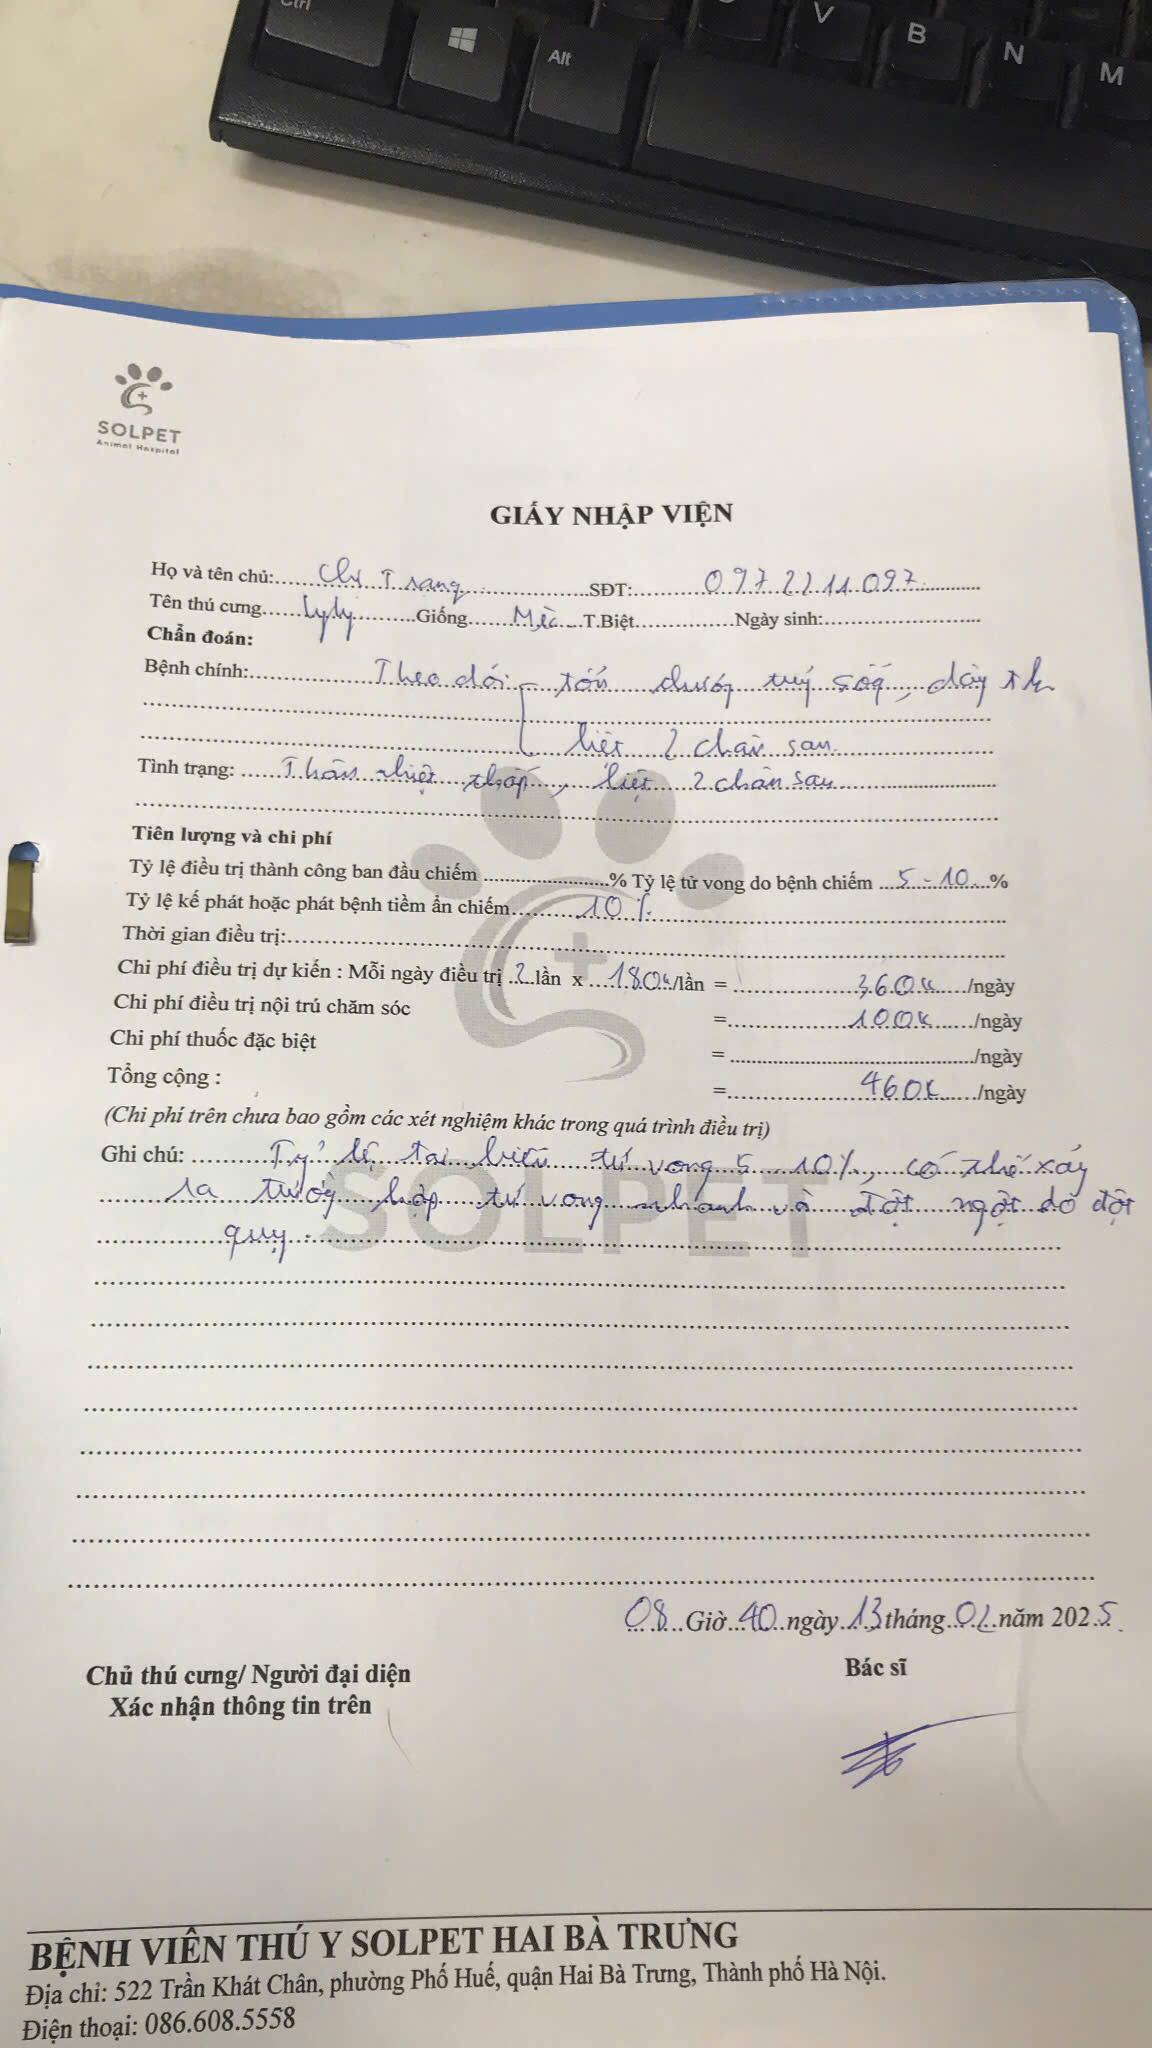 Ctrl
Alt
V
B
N
M
SOLPET
Animal Hospital
GIẤY NHẬP VIỆN
Họ và tên chủ: Chị Trang SĐT: 0972211097
Tên thú cưng Lyly Giống Mèo T.Biệt Ngày sinh:
Chẩn đoán:
Bệnh chính: Theo dõi tổn thương tuỷ sống, dây tk
liệt 2 chân sau
Tình trạng: Thân nhiệt thấp, liệt 2 chân sau
Tiên lượng và chi phí
Tỷ lệ điều trị thành công ban đầu chiếm % Tỷ lệ tử vong do bệnh chiếm 5-10 %
Tỷ lệ kế phát hoặc phát bệnh tiềm ẩn chiếm 10%
Thời gian điều trị:
Chi phí điều trị dự kiến : Mỗi ngày điều trị 2 lần x 180k/lần = 360k/ngày
Chi phí điều trị nội trú chăm sóc = 100k/ngày
Chi phí thuốc đặc biệt = /ngày
Tổng cộng : = 460k/ngày
(Chi phí trên chưa bao gồm các xét nghiệm khác trong quá trình điều trị)
Ghi chú: Tỷ lệ tai biến tử vong 5 - 10%, có thể xảy
ra trường hợp tử vong nhanh và đột ngột do đột
quỵ.
SOLPET
08 Giờ 40 ngày 13 tháng 02 năm 2025
Chủ thú cưng/ Người đại diện
Xác nhận thông tin trên
Bác sĩ
BỆNH VIỆN THÚ Y SOLPET HAI BÀ TRƯNG
Địa chỉ: 522 Trần Khát Chân, phường Phố Huế, quận Hai Bà Trưng, Thành phố Hà Nội.
Điện thoại: 086.608.5558